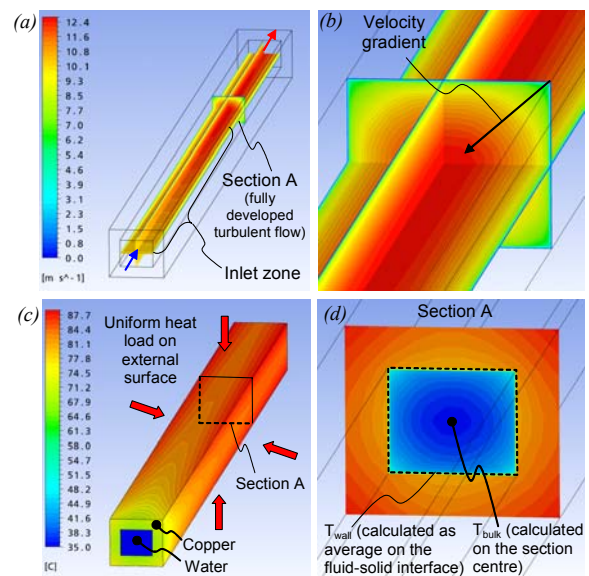 (a)
12.4
11.6
10.9
10.1
9.3
8.5
7.7
7.0
6.2
5.4
4.6
3.9
3.1
2.3
1.5
0.8
0.0
[m s^-1]
Section A
(fully
developed
turbulent flow)
Inlet zone
(b)
Velocity
gradient
(c)
87.7
84.4
81.1
77.8
74.5
71.2
67.9
64.6
61.3
58.1
54.8
51.5
48.2
44.9
41.6
38.3
35.0
[C]
Uniform heat
load on
external
surface
Section A
Copper
Water
(d)
Section A
Twall (calculated as
average on the
fluid-solid interface)
Tbulk (calculated
on the section
centre)